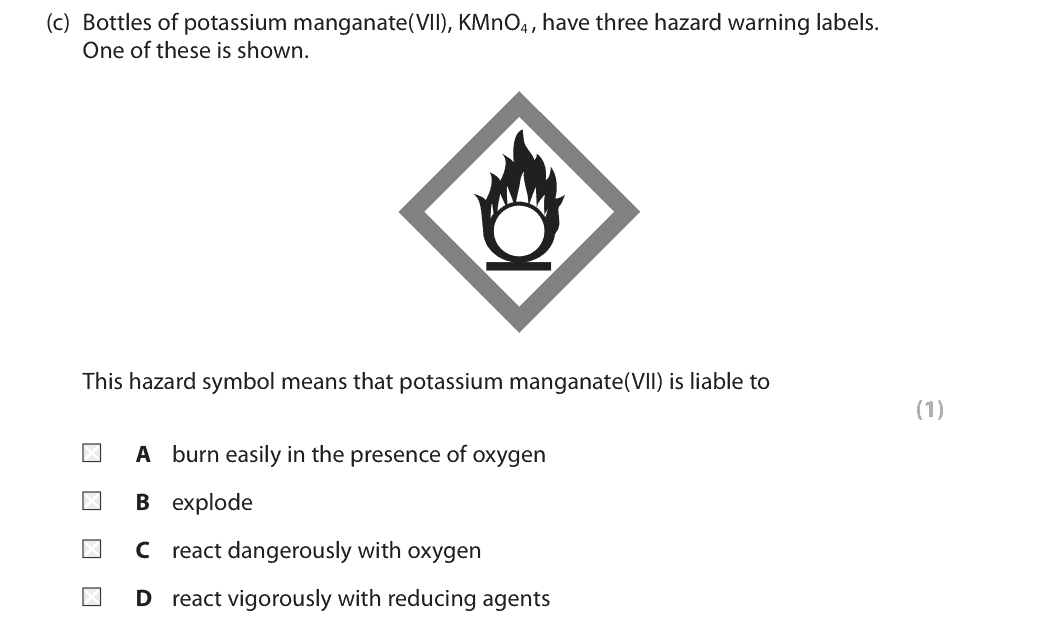 (c) Bottles of potassium manganate(VII), KMnO₄, have three hazard warning labels.
One of these is shown.
This hazard symbol means that potassium manganate(VII) is liable to
(1)
A burn easily in the presence of oxygen
B explode
C react dangerously with oxygen
D react vigorously with reducing agents